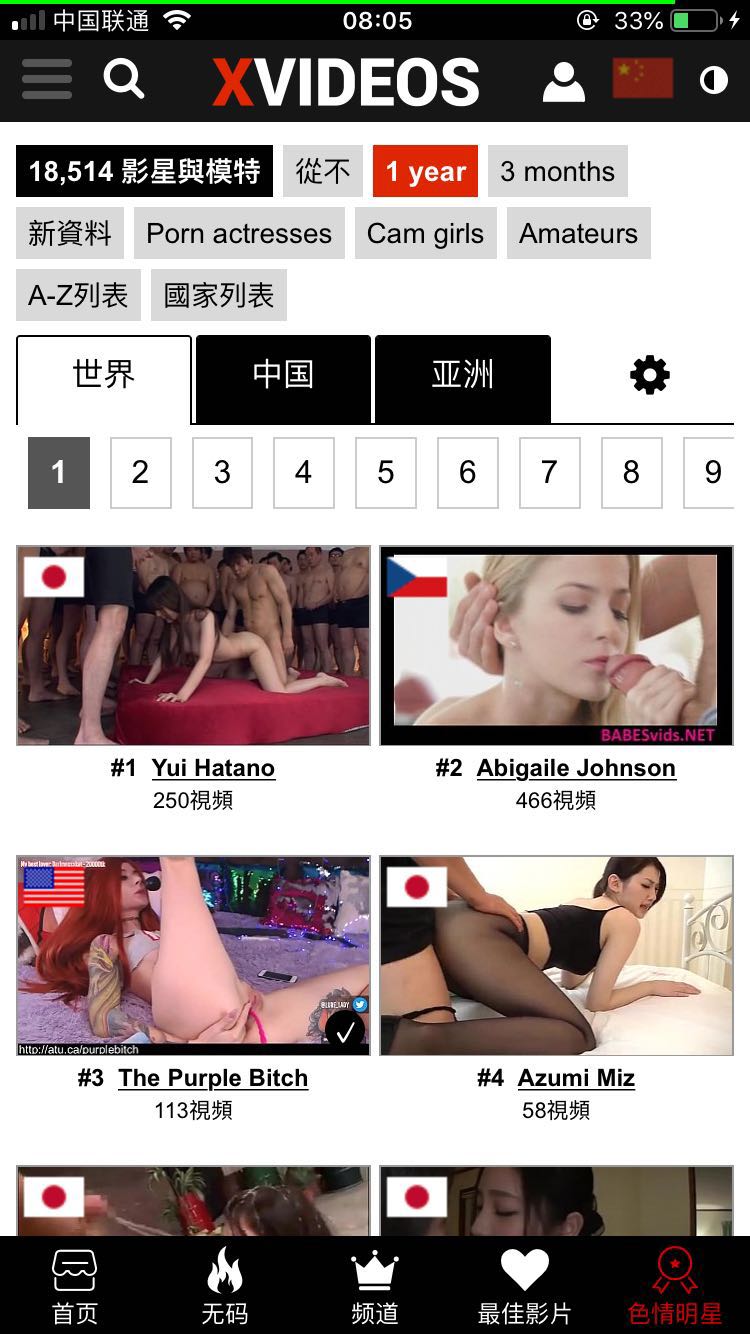 中国联通 08:05 33%
XVIDEOS
18,514 影星與模特 從不 1 year 3 months
新資料 Porn actresses Cam girls Amateurs
A-Z列表 國家列表
世界 中国 亚洲
1 2 3 4 5 6 7 8 9
BABESvids.NET
#1 Yui Hatano #2 Abigaile Johnson
250視頻 466視頻
http://atu.ca/purplebitch
#3 The Purple Bitch #4 Azumi Miz
113視頻 58視頻
首页 无码 频道 最佳影片 色情明星